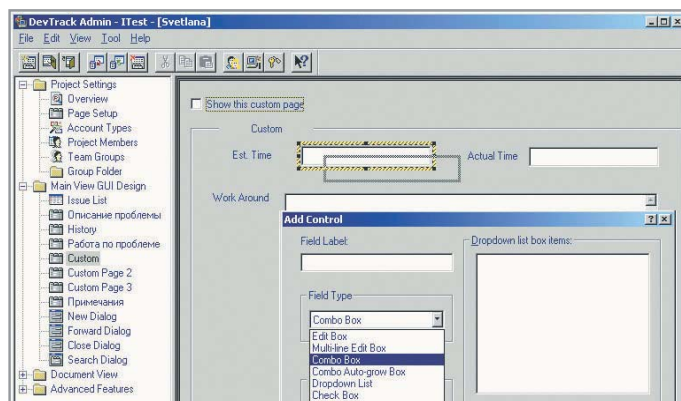 DevTrack Admin - ITest - [Svetlana]
File Edit View Tool Help
Project Settings
Overview
Page Setup
Account Types
Project Members
Team Groups
Group Folder
Main View GUI Design
Issue List
Описание проблемы
History
Работа по проблеме
Custom
Custom Page 2
Custom Page 3
Примечания
New Dialog
Forward Dialog
Close Dialog
Search Dialog
Document View
Advanced Features
Show this custom page
Custom
Est. Time
Actual Time
Work Around
Add Control
Field Label:
Dropdown list box items:
Field Type
Combo Box
Edit Box
Multi-line Edit Box
Combo Box
Combo Auto-grow Box
Dropdown List
Check Box